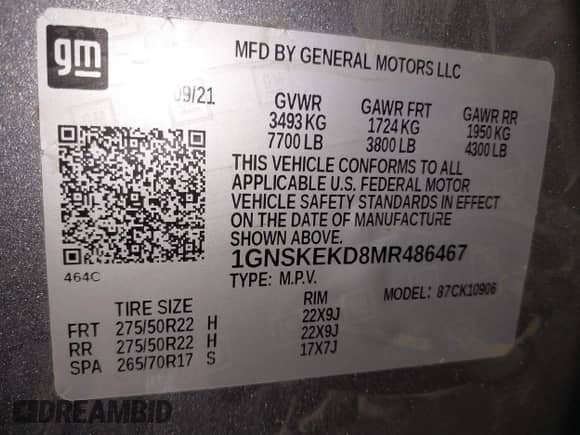 gm
MFD BY GENERAL MOTORS LLC
09/21
GVWR GAWR FRT GAWR RR
3493 KG 1724 KG 1950 KG
7700 LB 3800 LB 4300 LB
THIS VEHICLE CONFORMS TO ALL
APPLICABLE U.S. FEDERAL MOTOR
VEHICLE SAFETY STANDARDS IN EFFECT
ON THE DATE OF MANUFACTURE
SHOWN ABOVE.
1GNSKEKD8MR486467
464C
TYPE: M.P.V. MODEL: 87CK10906
TIRE SIZE RIM
FRT 275/50R22 H 22X9J
RR 275/50R22 H 22X9J
SPA 265/70R17 S 17X7J
DREAMBID